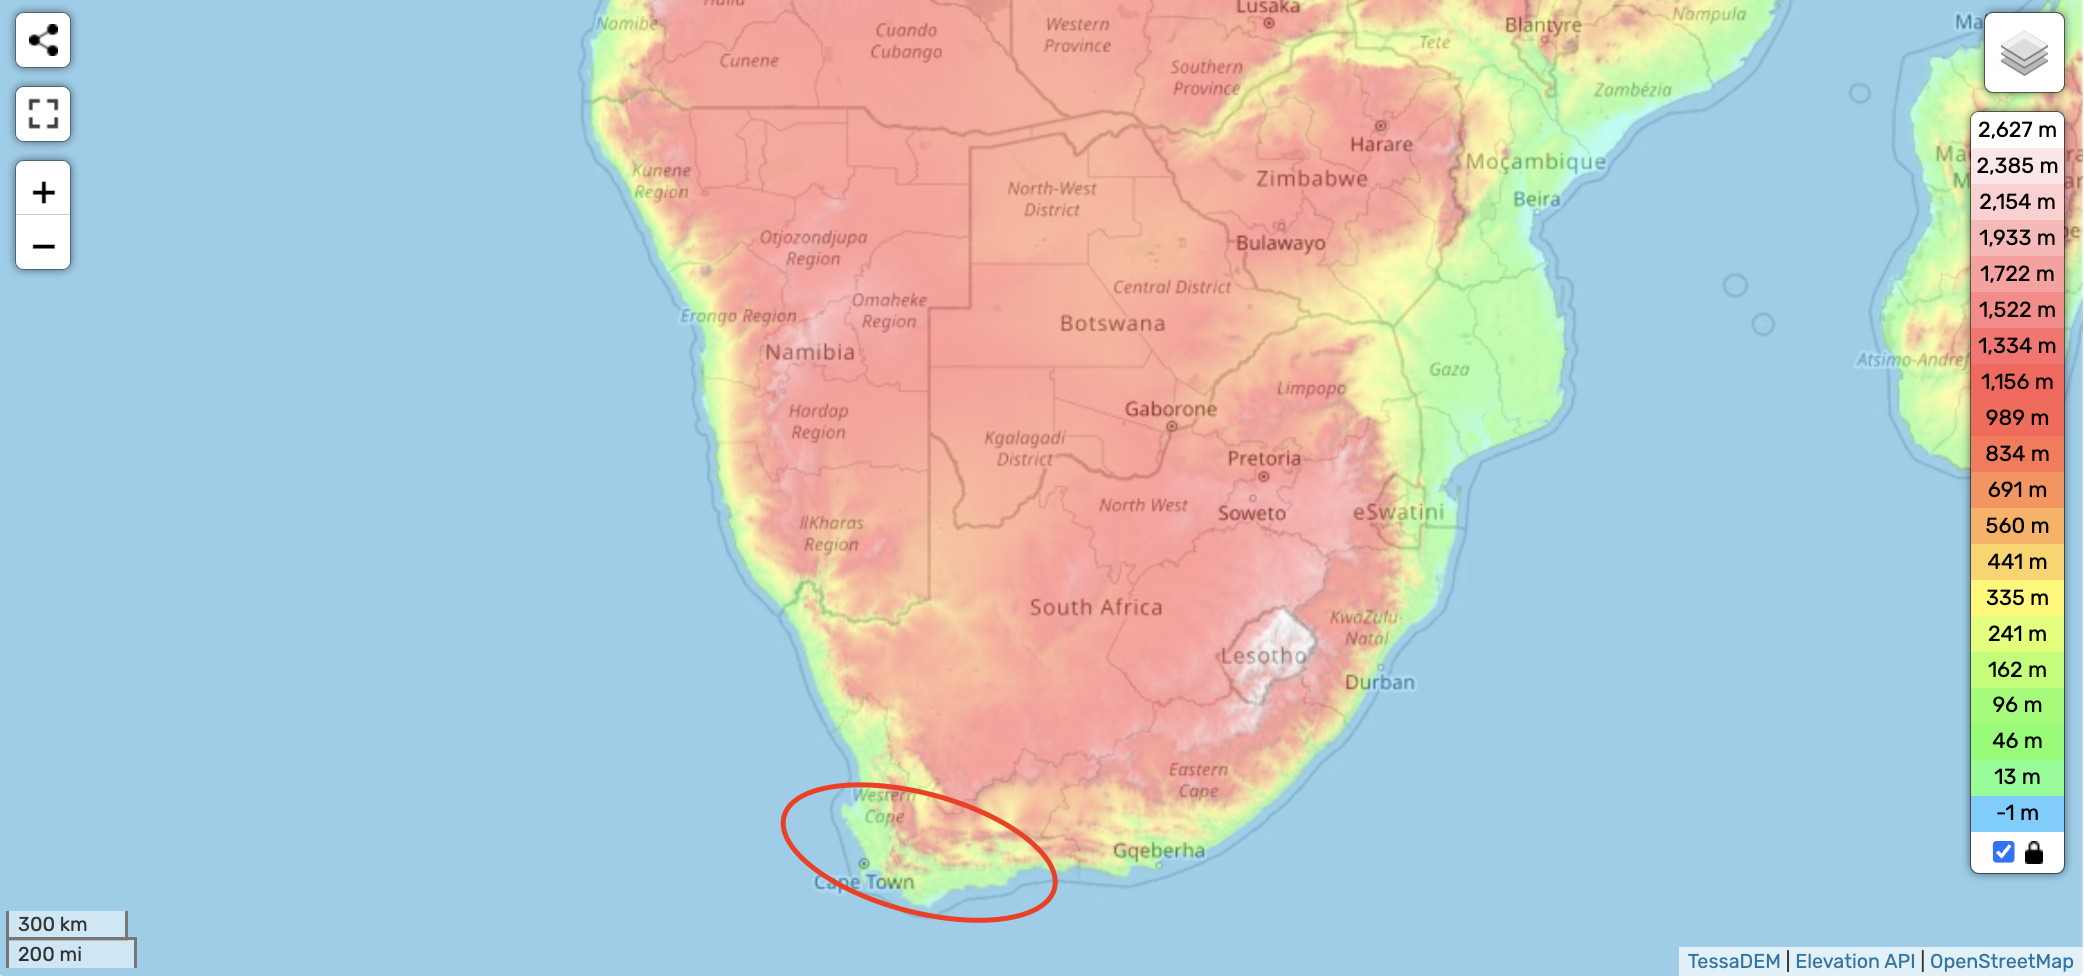 Namibe
Huíla
Cunene
Cuando
Cubango
Western
Province
Lusaka
Southern
Province
Tete
Blantyre
Nampula
Zambézia
Ma
Harare
Zimbabwe
Moçambique
Beira
Bulawayo
Kunene
Region
North-West
District
Otjozondjupa
Region
Omaheke
Region
Central District
Botswana
Erongo Region
Namibia
Gaza
Atsimo-Andref
Limpopo
Hardap
Region
Gaborone
Kgalagadi
District
Pretoria
North West
Soweto
eSwatini
IlKharas
Region
South Africa
KwaZulu-
Natal
Lesotho
Durban
Eastern
Cape
Western
Cape
Gqeberha
Cape Town
+
−
2,627 m
2,385 m
2,154 m
1,933 m
1,722 m
1,522 m
1,334 m
1,156 m
989 m
834 m
691 m
560 m
441 m
335 m
241 m
162 m
96 m
46 m
13 m
-1 m
300 km
200 mi
TessaDEM | Elevation API | OpenStreetMap